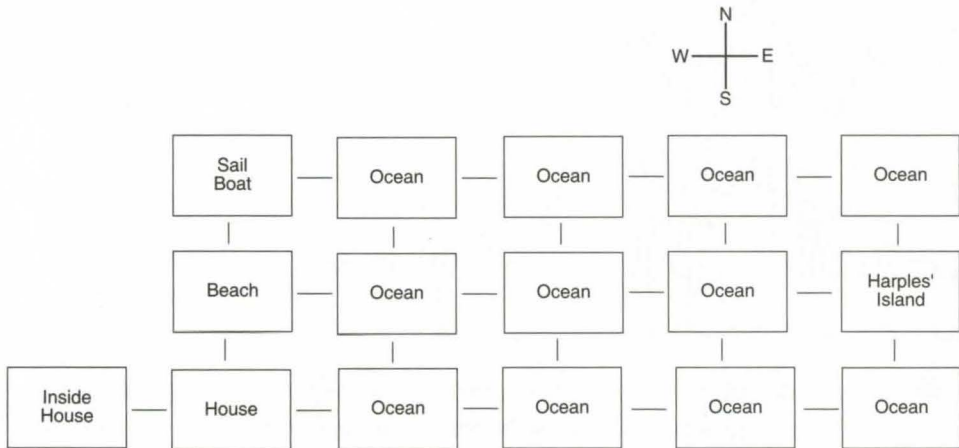 N
W E
S
Sail
Boat
Ocean
Ocean
Ocean
Ocean
Beach
Ocean
Ocean
Ocean
Harples'
Island
Inside
House
House
Ocean
Ocean
Ocean
Ocean